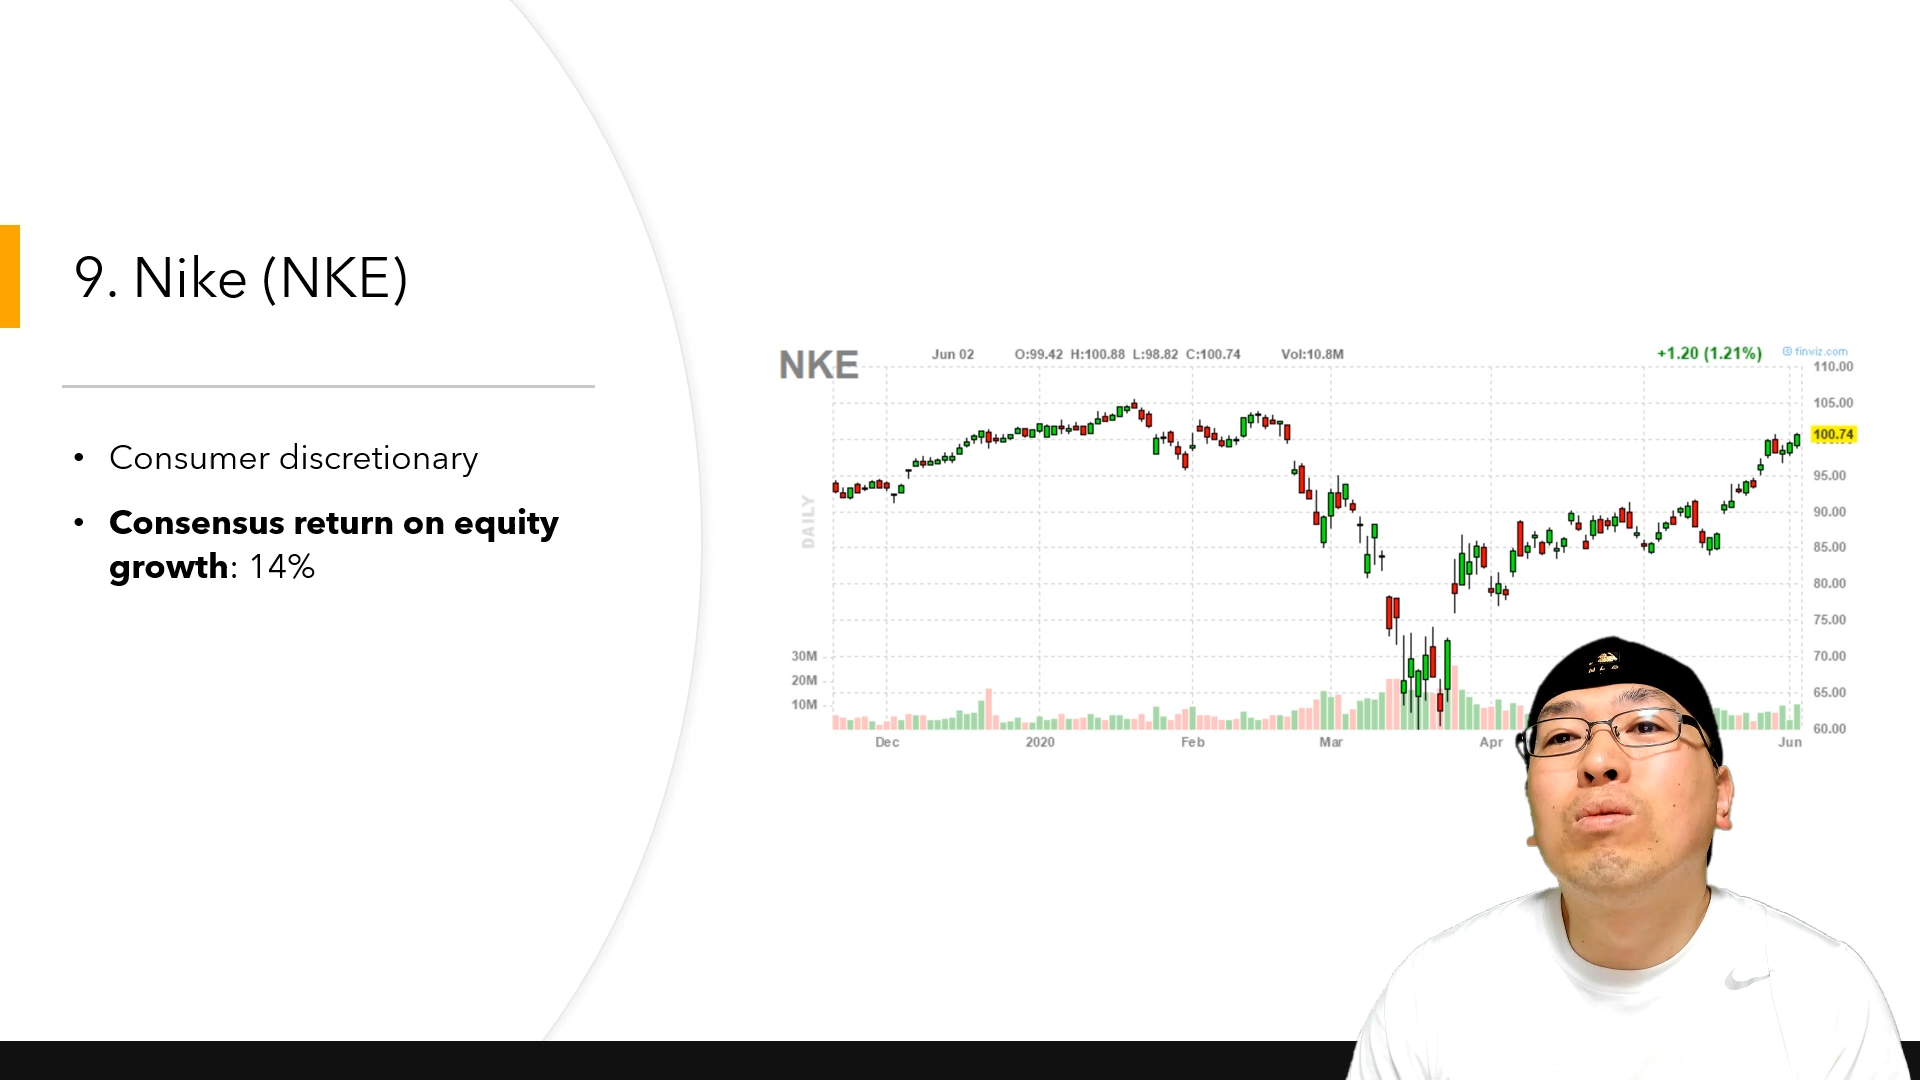 9. Nike (NKE)
• Consumer discretionary
• Consensus return on equity
growth: 14%
NKE
Jun 02 O:99.42 H:100.88 L:98.82 C:100.74 Vol:10.8M +1.20 (1.21%) © finviz.com
110.00
105.00
100.74
95.00
90.00
85.00
80.00
75.00
70.00
65.00
60.00
DAILY
30M
20M
10M
Dec 2020 Feb Mar Apr Jun